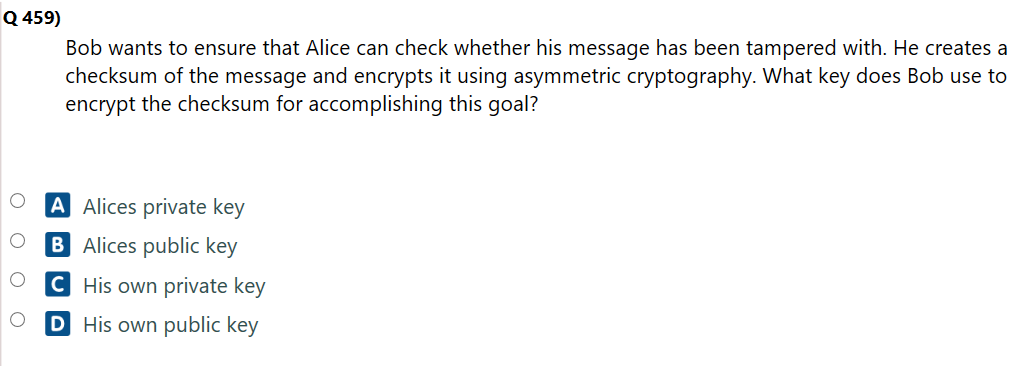 Q 459)
Bob wants to ensure that Alice can check whether his message has been tampered with. He creates a
checksum of the message and encrypts it using asymmetric cryptography. What key does Bob use to
encrypt the checksum for accomplishing this goal?
A Alices private key
B Alices public key
C His own private key
D His own public key